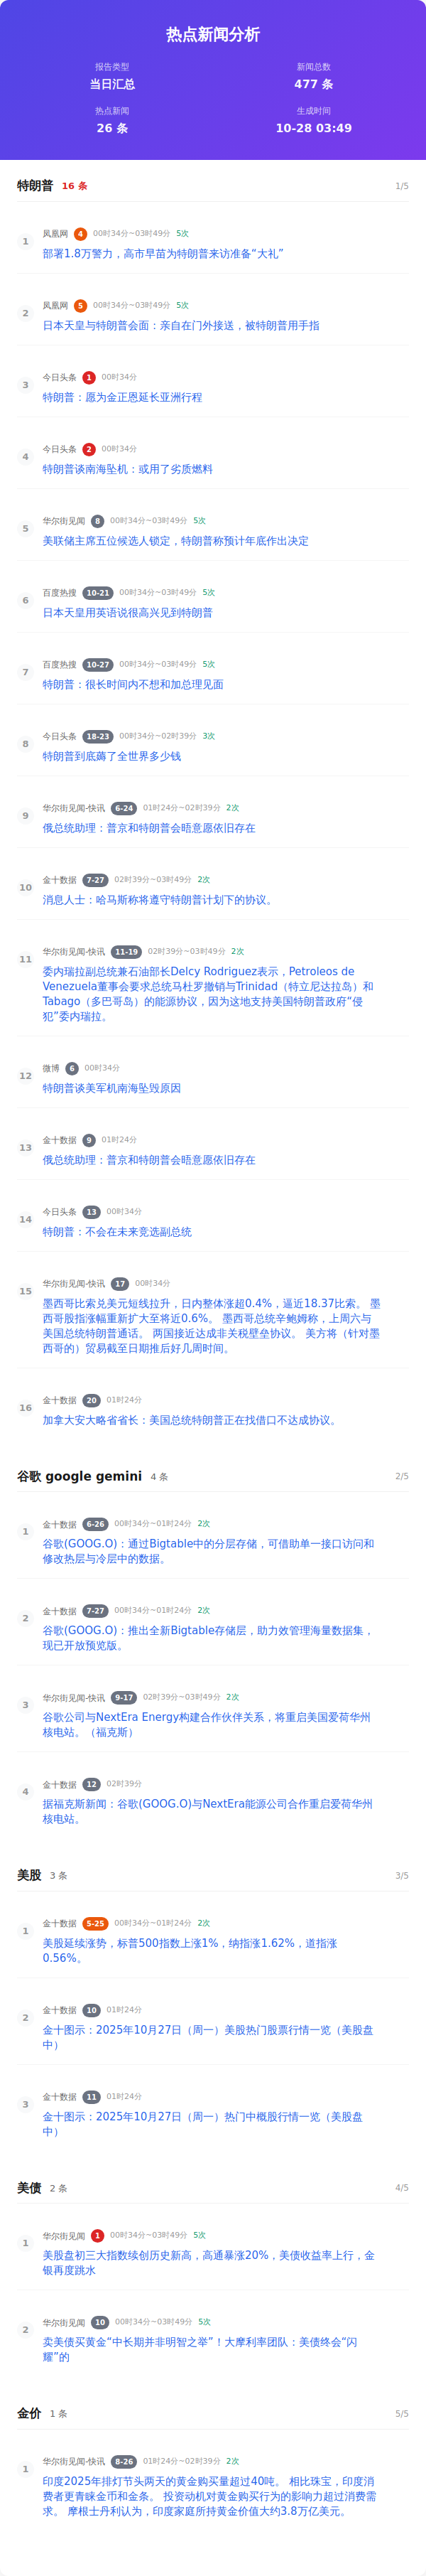 热点新闻分析
报告类型
当日汇总
新闻总数
477 条
热点新闻
26 条
生成时间
10-28 03:49
特朗普 16 条 1/5
1
凤凰网 4 00时34分~03时49分 5次
部署1.8万警力，高市早苗为特朗普来访准备“大礼”
2
凤凰网 5 00时34分~03时49分 5次
日本天皇与特朗普会面：亲自在门外接送，被特朗普用手指
3
今日头条 1 00时34分
特朗普：愿为金正恩延长亚洲行程
4
今日头条 2 00时34分
特朗普谈南海坠机：或用了劣质燃料
5
华尔街见闻 8 00时34分~03时49分 5次
美联储主席五位候选人锁定，特朗普称预计年底作出决定
6
百度热搜 10-21 00时34分~03时49分 5次
日本天皇用英语说很高兴见到特朗普
7
百度热搜 10-27 00时34分~03时49分 5次
特朗普：很长时间内不想和加总理见面
8
今日头条 18-23 00时34分~02时39分 3次
特朗普到底薅了全世界多少钱
9
华尔街见闻-快讯 6-24 01时24分~02时39分 2次
俄总统助理：普京和特朗普会晤意愿依旧存在
10
金十数据 7-27 02时39分~03时49分 2次
消息人士：哈马斯称将遵守特朗普计划下的协议。
11
华尔街见闻-快讯 11-19 02时39分~03时49分 2次
委内瑞拉副总统兼石油部长Delcy Rodriguez表示，Petroleos de
Venezuela董事会要求总统马杜罗撤销与Trinidad（特立尼达拉岛）和
Tabago（多巴哥岛）的能源协议，因为这地支持美国特朗普政府“侵
犯”委内瑞拉。
12
微博 6 00时34分
特朗普谈美军机南海坠毁原因
13
金十数据 9 01时24分
俄总统助理：普京和特朗普会晤意愿依旧存在
14
今日头条 13 00时34分
特朗普：不会在未来竞选副总统
15
华尔街见闻-快讯 17 00时34分
墨西哥比索兑美元短线拉升，日内整体涨超0.4%，逼近18.37比索。 墨
西哥股指涨幅重新扩大至将近0.6%。 墨西哥总统辛鲍姆称，上周六与
美国总统特朗普通话。 两国接近达成非关税壁垒协议。 美方将（针对墨
西哥的）贸易截至日期推后好几周时间。
16
金十数据 20 01时24分
加拿大安大略省省长：美国总统特朗普正在找借口不达成协议。
谷歌 google gemini 4 条 2/5
1
金十数据 6-26 00时34分~01时24分 2次
谷歌(GOOG.O)：通过Bigtable中的分层存储，可借助单一接口访问和
修改热层与冷层中的数据。
2
金十数据 7-27 00时34分~01时24分 2次
谷歌(GOOG.O)：推出全新Bigtable存储层，助力效管理海量数据集，
现已开放预览版。
3
华尔街见闻-快讯 9-17 02时39分~03时49分 2次
谷歌公司与NextEra Energy构建合作伙伴关系，将重启美国爱荷华州
核电站。（福克斯）
4
金十数据 12 02时39分
据福克斯新闻：谷歌(GOOG.O)与NextEra能源公司合作重启爱荷华州
核电站。
美股 3 条 3/5
1
金十数据 5-25 00时34分~01时24分 2次
美股延续涨势，标普500指数上涨1%，纳指涨1.62%，道指涨
0.56%。
2
金十数据 10 01时24分
金十图示：2025年10月27日（周一）美股热门股票行情一览（美股盘
中）
3
金十数据 11 01时24分
金十图示：2025年10月27日（周一）热门中概股行情一览（美股盘
中）
美债 2 条 4/5
1
华尔街见闻 1 00时34分~03时49分 5次
美股盘初三大指数续创历史新高，高通暴涨20%，美债收益率上行，金
银再度跳水
2
华尔街见闻 10 00时34分~03时49分 5次
卖美债买黄金“中长期并非明智之举”！大摩利率团队：美债终会“闪
耀”的
金价 1 条 5/5
1
华尔街见闻-快讯 8-26 01时24分~02时39分 2次
印度2025年排灯节头两天的黄金购买量超过40吨。 相比珠宝，印度消
费者更青睐金币和金条。 投资动机对黄金购买行为的影响力超过消费需
求。 摩根士丹利认为，印度家庭所持黄金价值大约3.8万亿美元。